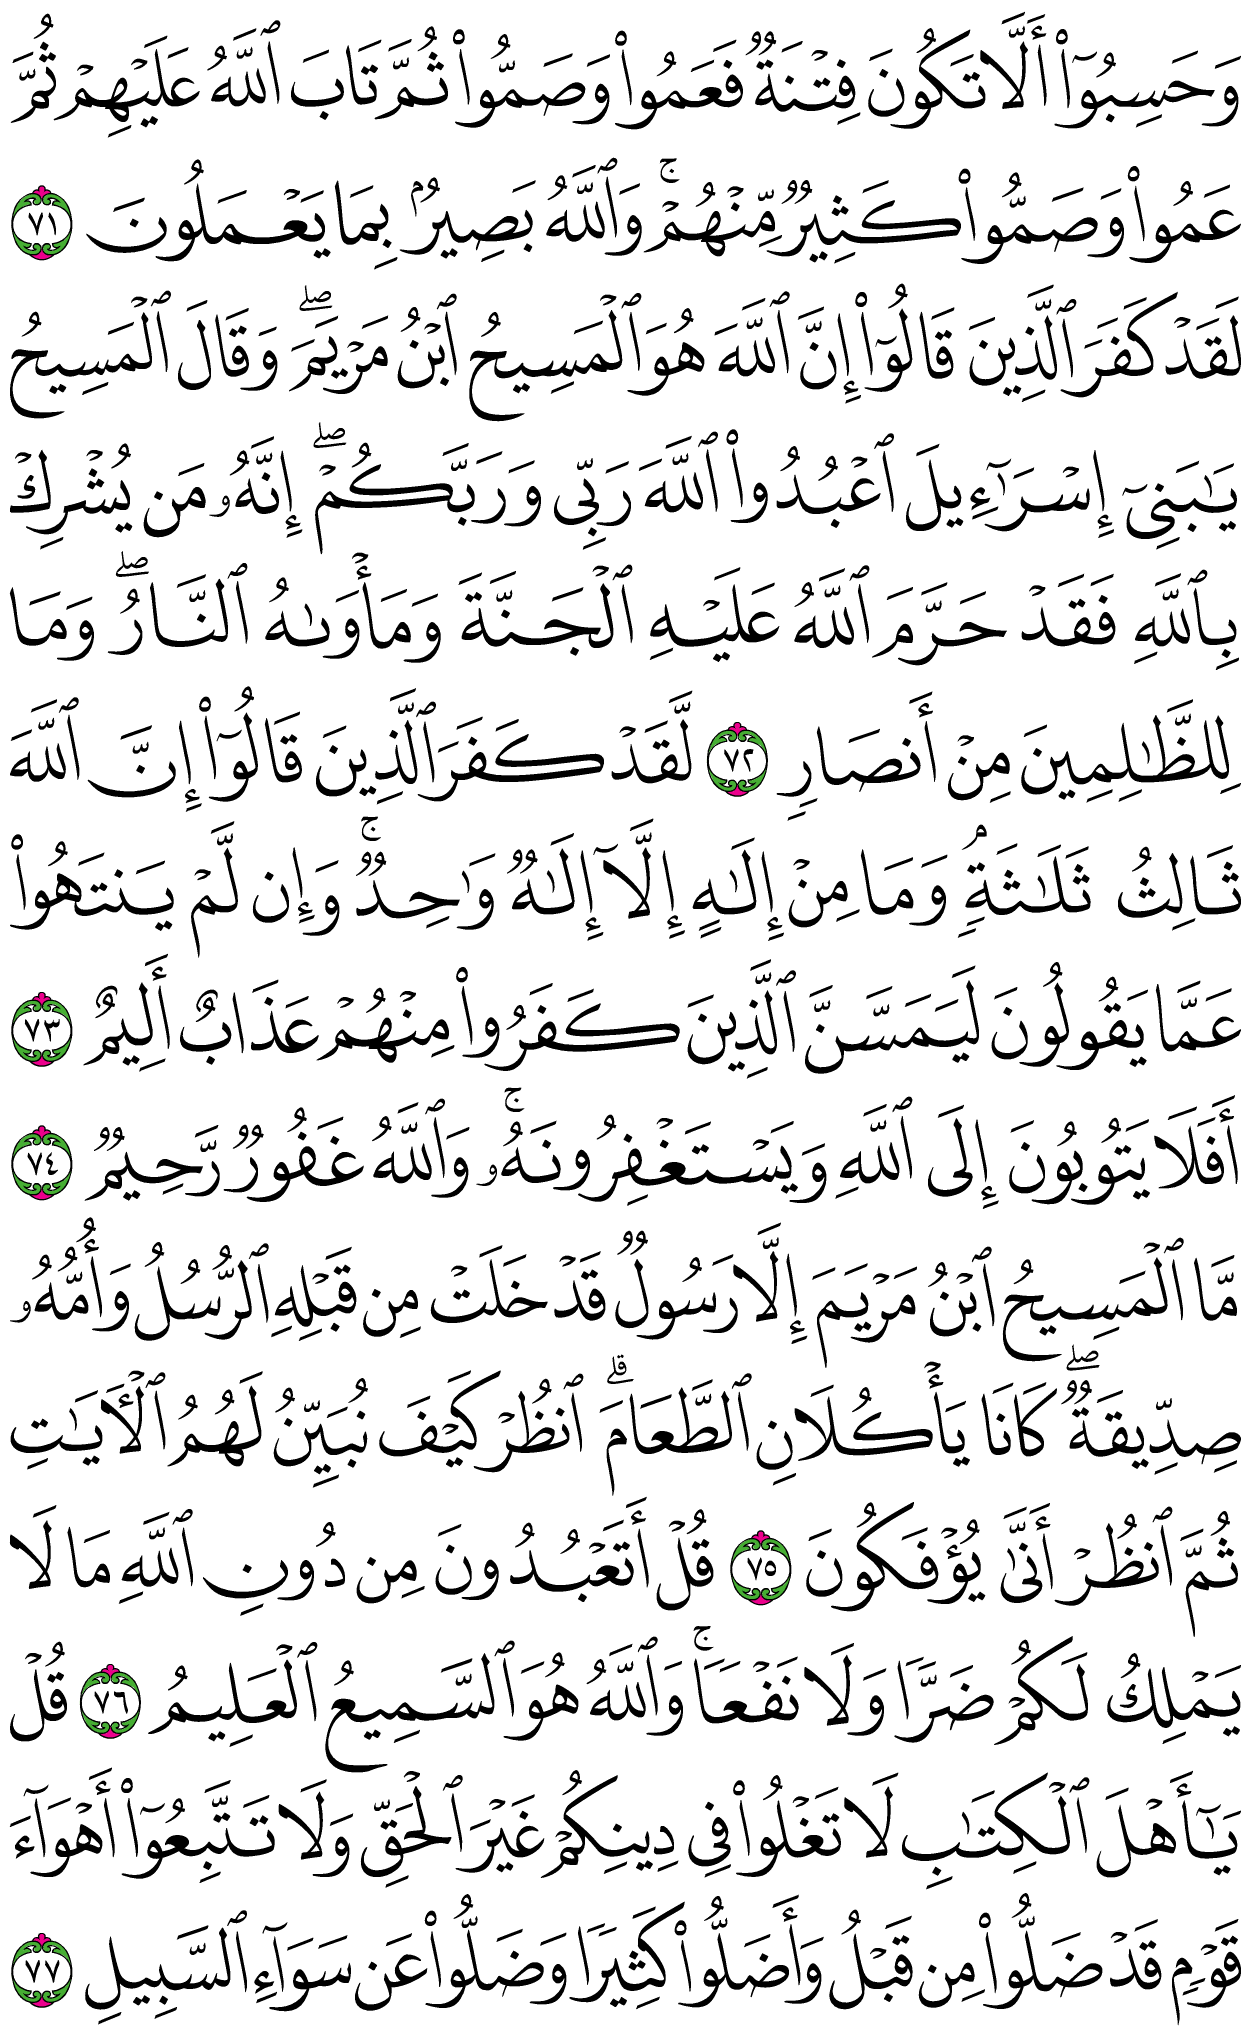 وَحَسِبُوٓا۟ أَلَّا تَكُونَ فِتْنَةٌ فَعَمُوا۟ وَصَمُّوا۟ ثُمَّ تَابَ ٱللَّهُ عَلَيْهِمْ ثُمَّ
عَمُوا۟ وَصَمُّوا۟ كَثِيرٌ مِّنْهُمْ ۚ وَٱللَّهُ بَصِيرٌۢ بِمَا يَعْمَلُونَ ٧١
لَقَدْ كَفَرَ ٱلَّذِينَ قَالُوٓا۟ إِنَّ ٱللَّهَ هُوَ ٱلْمَسِيحُ ٱبْنُ مَرْيَمَ ۖ وَقَالَ ٱلْمَسِيحُ
يَـٰبَنِىٓ إِسْرَٰٓءِيلَ ٱعْبُدُوا۟ ٱللَّهَ رَبِّى وَرَبَّكُمْ ۖ إِنَّهُۥ مَن يُشْرِكْ
بِٱللَّهِ فَقَدْ حَرَّمَ ٱللَّهُ عَلَيْهِ ٱلْجَنَّةَ وَمَأْوَىٰهُ ٱلنَّارُ ۖ وَمَا
لِلظَّـٰلِمِينَ مِنْ أَنصَارٍ ٧٢ لَّقَدْ كَفَرَ ٱلَّذِينَ قَالُوٓا۟ إِنَّ ٱللَّهَ
ثَالِثُ ثَلَـٰثَةٍۢ وَمَا مِنْ إِلَـٰهٍ إِلَّآ إِلَـٰهٌ وَٰحِدٌ ۚ وَإِن لَّمْ يَنتَهُوا۟
عَمَّا يَقُولُونَ لَيَمَسَّنَّ ٱلَّذِينَ كَفَرُوا۟ مِنْهُمْ عَذَابٌ أَلِيمٌ ٧٣
أَفَلَا يَتُوبُونَ إِلَى ٱللَّهِ وَيَسْتَغْفِرُونَهُۥ ۚ وَٱللَّهُ غَفُورٌ رَّحِيمٌ ٧٤
مَّا ٱلْمَسِيحُ ٱبْنُ مَرْيَمَ إِلَّا رَسُولٌ قَدْ خَلَتْ مِن قَبْلِهِ ٱلرُّسُلُ وَأُمُّهُۥ
صِدِّيقَةٌ ۖ كَانَا يَأْكُلَانِ ٱلطَّعَامَ ۗ ٱنظُرْ كَيْفَ نُبَيِّنُ لَهُمُ ٱلْـَٔايَـٰتِ
ثُمَّ ٱنظُرْ أَنَّىٰ يُؤْفَكُونَ ٧٥ قُلْ أَتَعْبُدُونَ مِن دُونِ ٱللَّهِ مَا لَا
يَمْلِكُ لَكُمْ ضَرًّا وَلَا نَفْعًا ۚ وَٱللَّهُ هُوَ ٱلسَّمِيعُ ٱلْعَلِيمُ ٧٦ قُلْ
يَـٰٓأَهْلَ ٱلْكِتَـٰبِ لَا تَغْلُوا۟ فِى دِينِكُمْ غَيْرَ ٱلْحَقِّ وَلَا تَتَّبِعُوٓا۟ أَهْوَآءَ
قَوْمٍ قَدْ ضَلُّوا۟ مِن قَبْلُ وَأَضَلُّوا۟ كَثِيرًا وَضَلُّوا۟ عَن سَوَآءِ ٱلسَّبِيلِ ٧٧